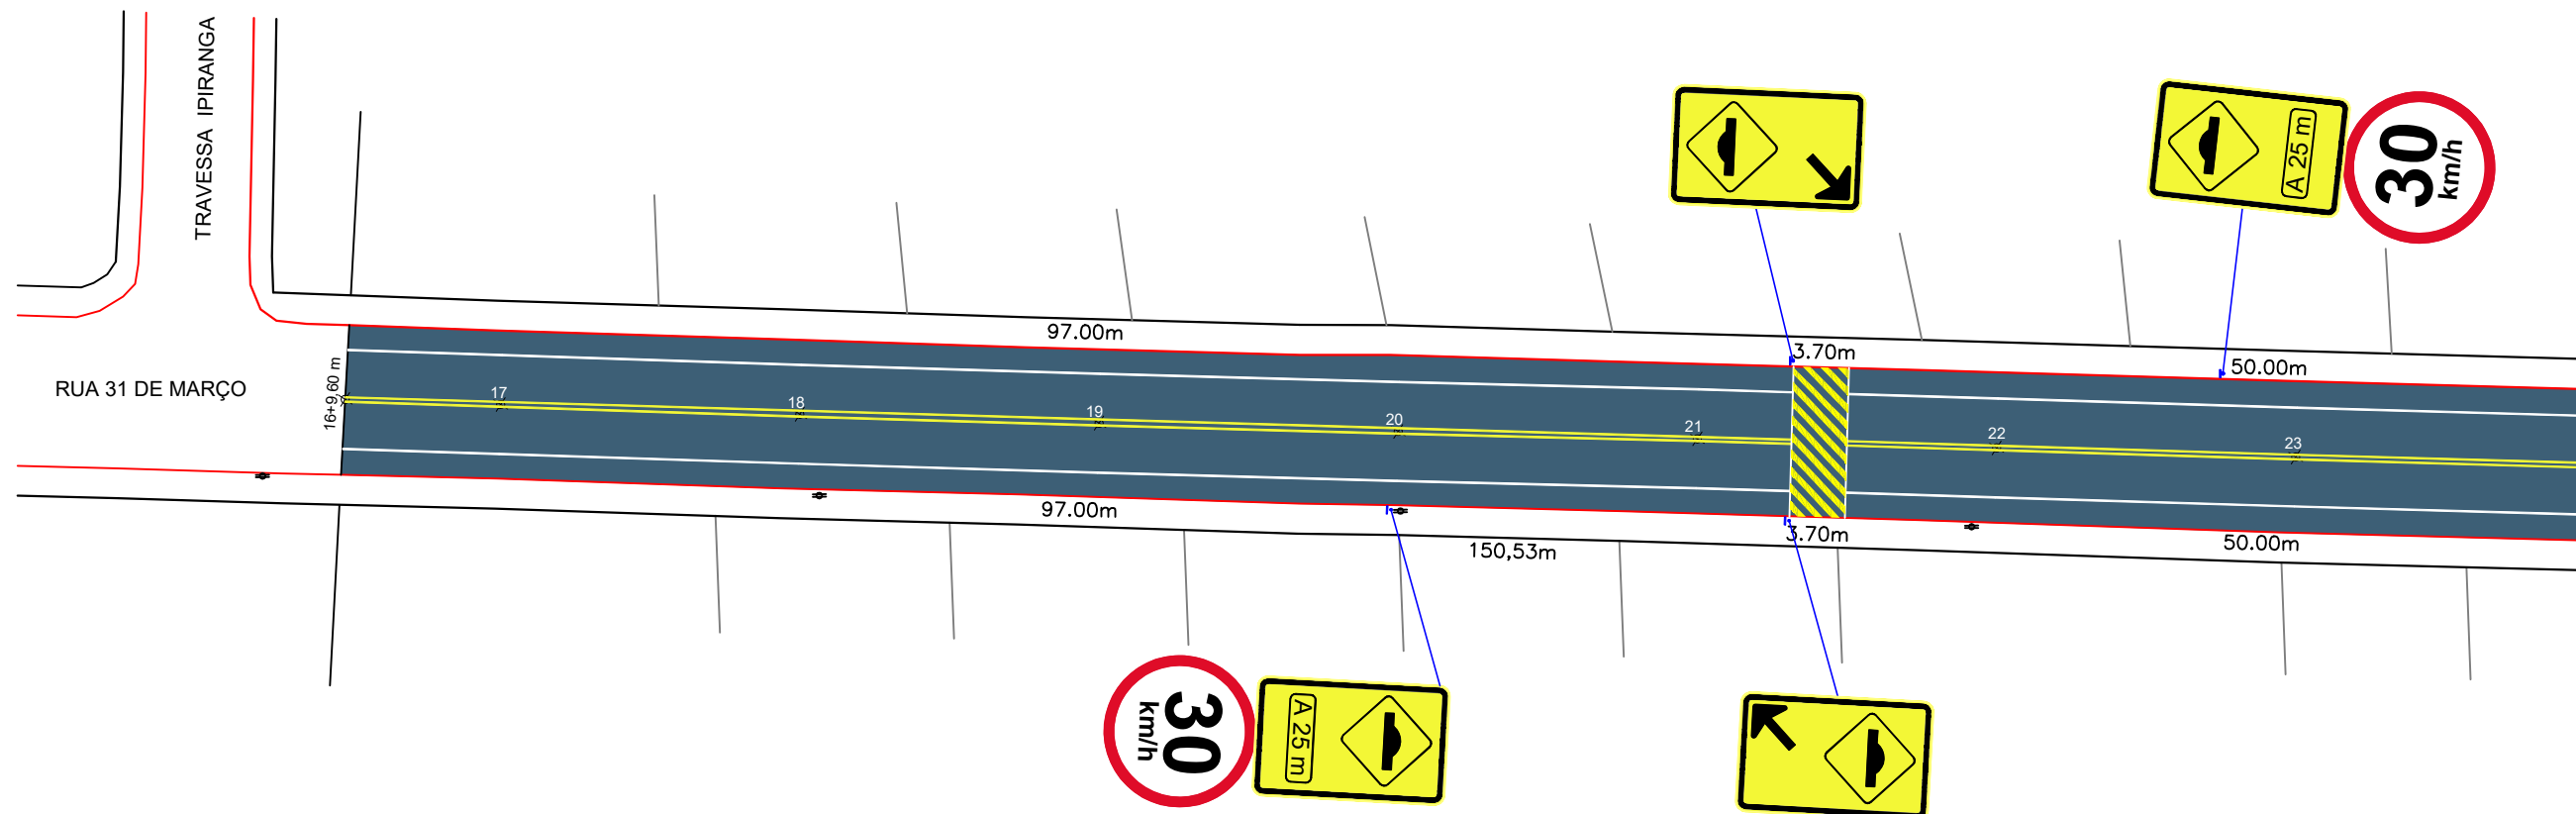 TRAVESSA IPIRANGA
A 25 m
30
km/h
97.00m
3.70m
50.00m
16+9,60 m
RUA 31 DE MARÇO
17
18
19
20
21
22
23
97.00m
3.70m
50.00m
150,53m
30
km/h
A 25 m